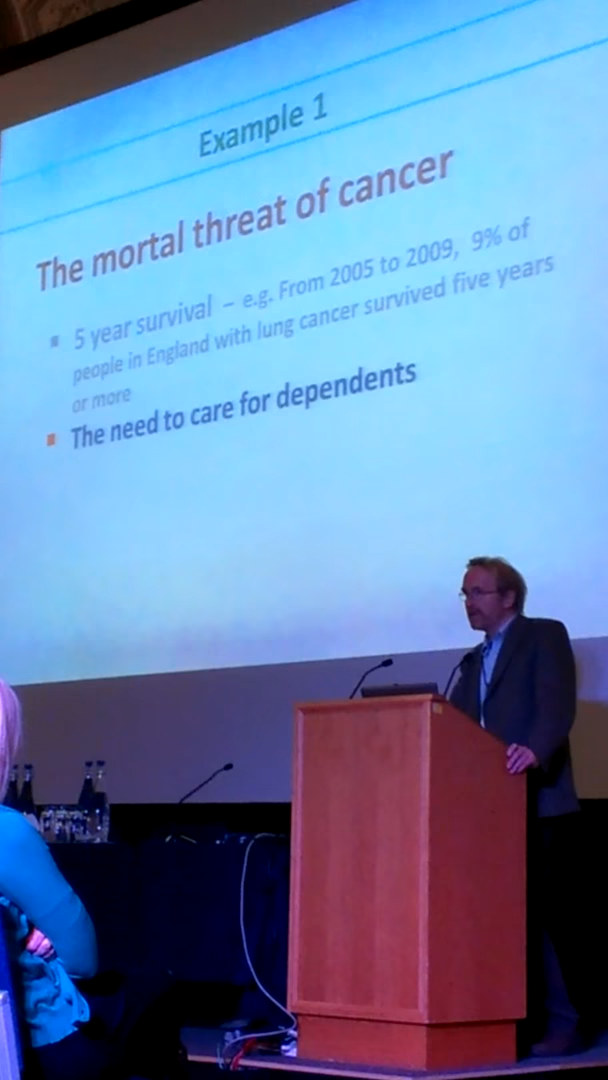 Example 1
The mortal threat of cancer
▪ 5 year survival – e.g. From 2005 to 2009, 9% of
people in England with lung cancer survived five years
or more
▪ The need to care for dependents